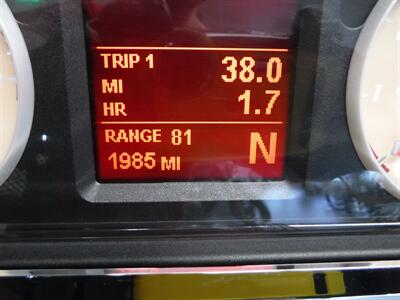 TRIP 1 38.0
MI
HR 1.7
RANGE 81
1985 MI N